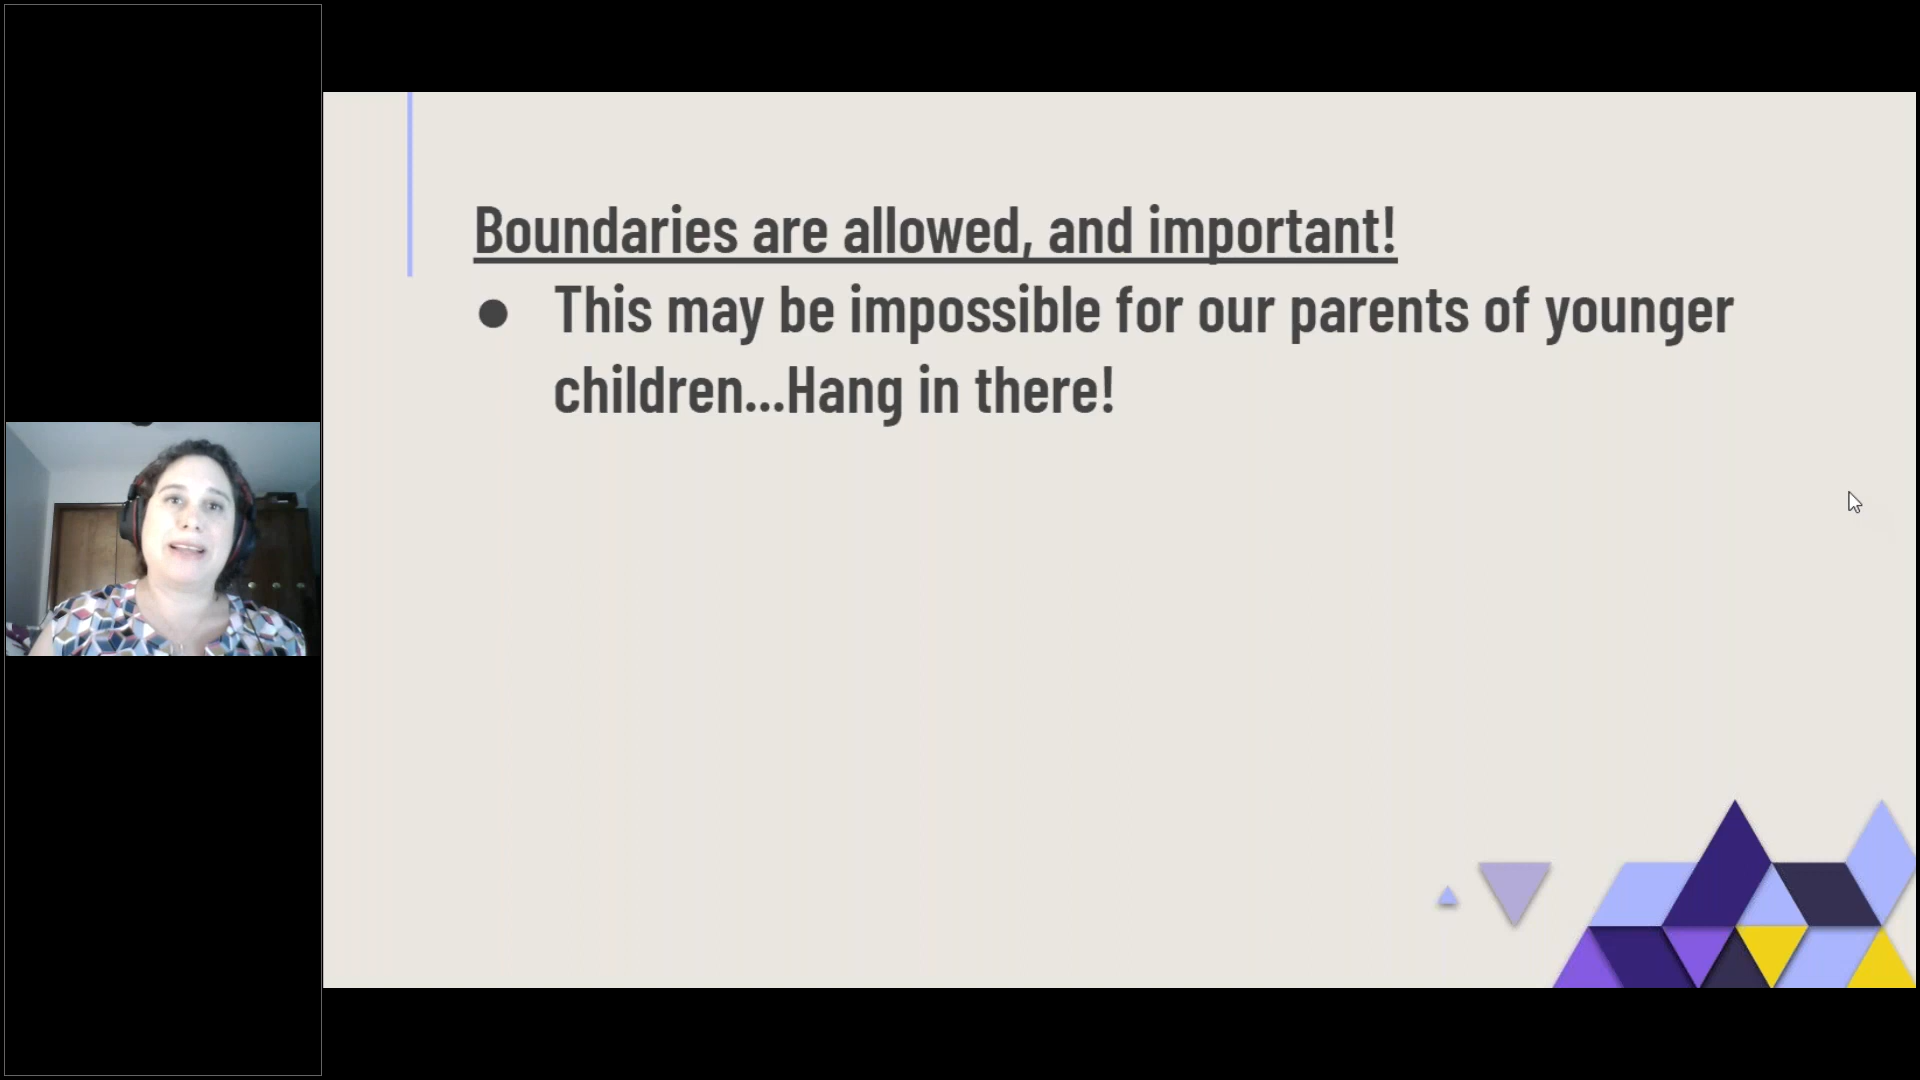 Boundaries are allowed, and important!
● This may be impossible for our parents of younger
children...Hang in there!